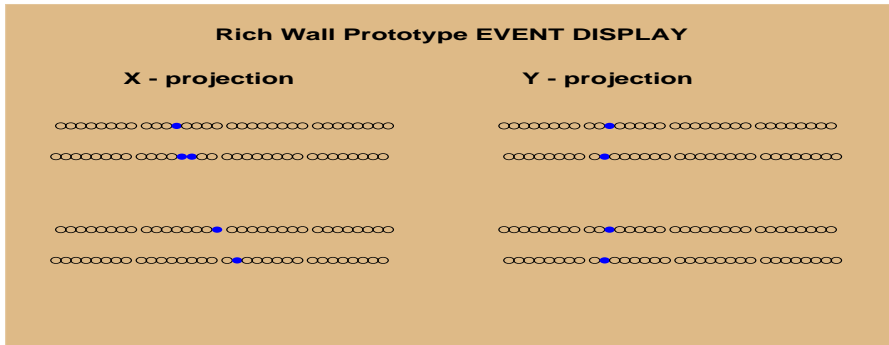 Rich Wall Prototype EVENT DISPLAY
X - projection
Y - projection